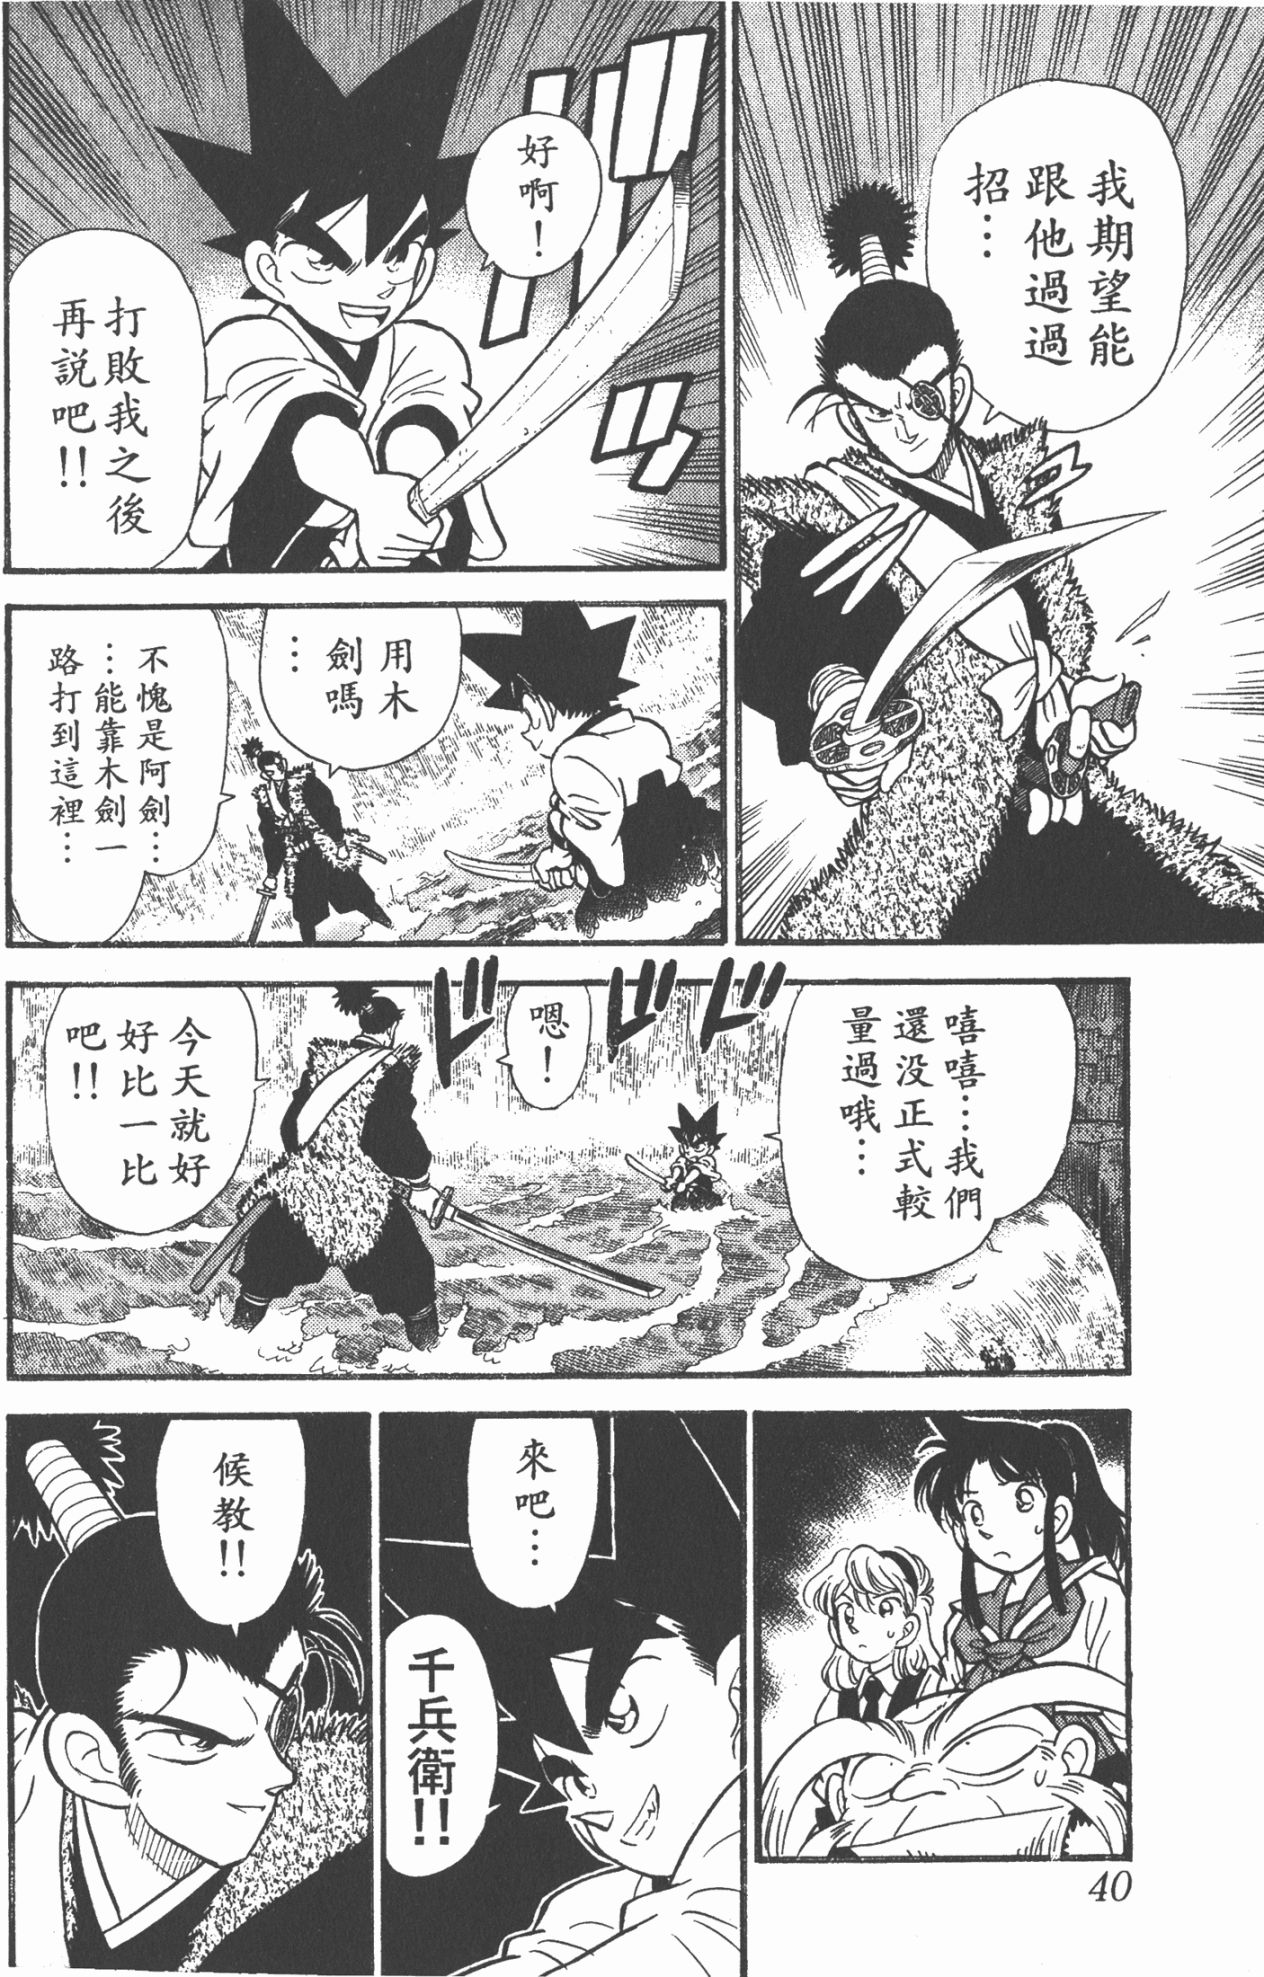 我期望能
跟他過過
招…
好啊！
打敗我之後
再說吧!!
用木
劍嗎
…
不愧是阿劍…
…能靠木劍一
路打到這裡…
嘻嘻…我們
還沒正式較
量過哦…
嗯！
今天就好
好比一比
吧!!
ドドド
來吧…
千兵衛!!
候教!!
40